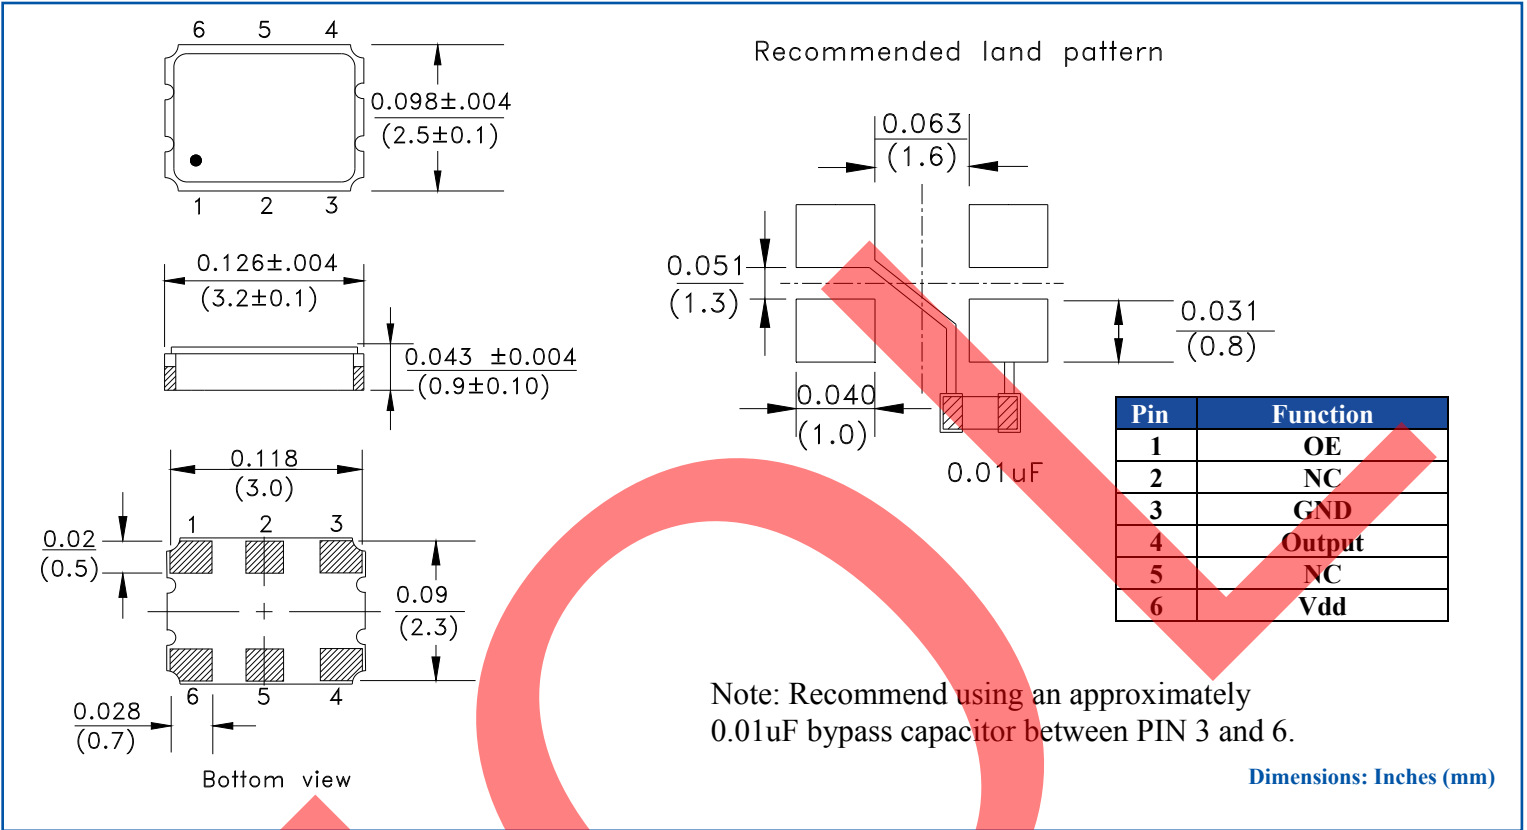 6 5 4
0.098±.004
(2.5±0.1)
1 2 3
0.126±.004
(3.2±0.1)
0.043 ±0.004
(0.9±0.10)
0.118
(3.0)
1 2 3
0.02
(0.5)
0.09
(2.3)
6 5 4
0.028
(0.7)
Bottom view
Recommended land pattern
0.063
(1.6)
0.051
(1.3)
0.031
(0.8)
0.040
(1.0)
0.01uF
Pin Function
1 OE
2 NC
3 GND
4 Output
5 NC
6 Vdd
Note: Recommend using an approximately
0.01uF bypass capacitor between PIN 3 and 6.
Dimensions: Inches (mm)